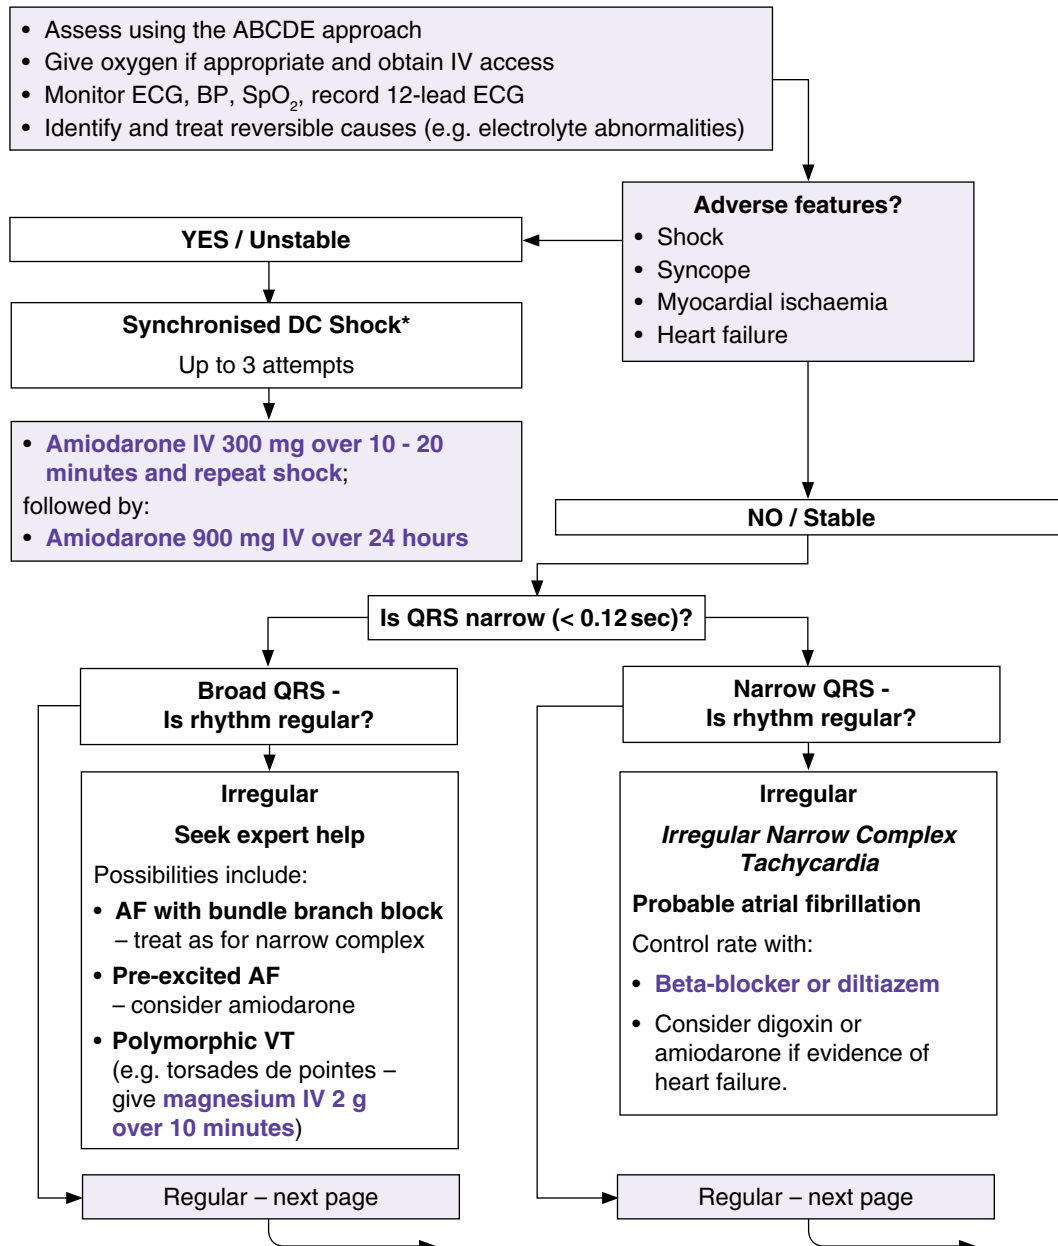 • Assess using the ABCDE approach
• Give oxygen if appropriate and obtain IV access
• Monitor ECG, BP, SpO2, record 12-lead ECG
• Identify and treat reversible causes (e.g. electrolyte abnormalities)
Adverse features?
• Shock
• Syncope
• Myocardial ischaemia
• Heart failure
YES / Unstable
Synchronised DC Shock*
Up to 3 attempts
• Amiodarone IV 300 mg over 10 - 20
minutes and repeat shock;
followed by:
• Amiodarone 900 mg IV over 24 hours
NO / Stable
Is QRS narrow (< 0.12 sec)?
Broad QRS -
Is rhythm regular?
Irregular
Seek expert help
Possibilities include:
• AF with bundle branch block
– treat as for narrow complex
• Pre-excited AF
– consider amiodarone
• Polymorphic VT
(e.g. torsades de pointes –
give magnesium IV 2 g
over 10 minutes)
Regular – next page
Narrow QRS -
Is rhythm regular?
Irregular
Irregular Narrow Complex
Tachycardia
Probable atrial fibrillation
Control rate with:
• Beta-blocker or diltiazem
• Consider digoxin or
amiodarone if evidence of
heart failure.
Regular – next page